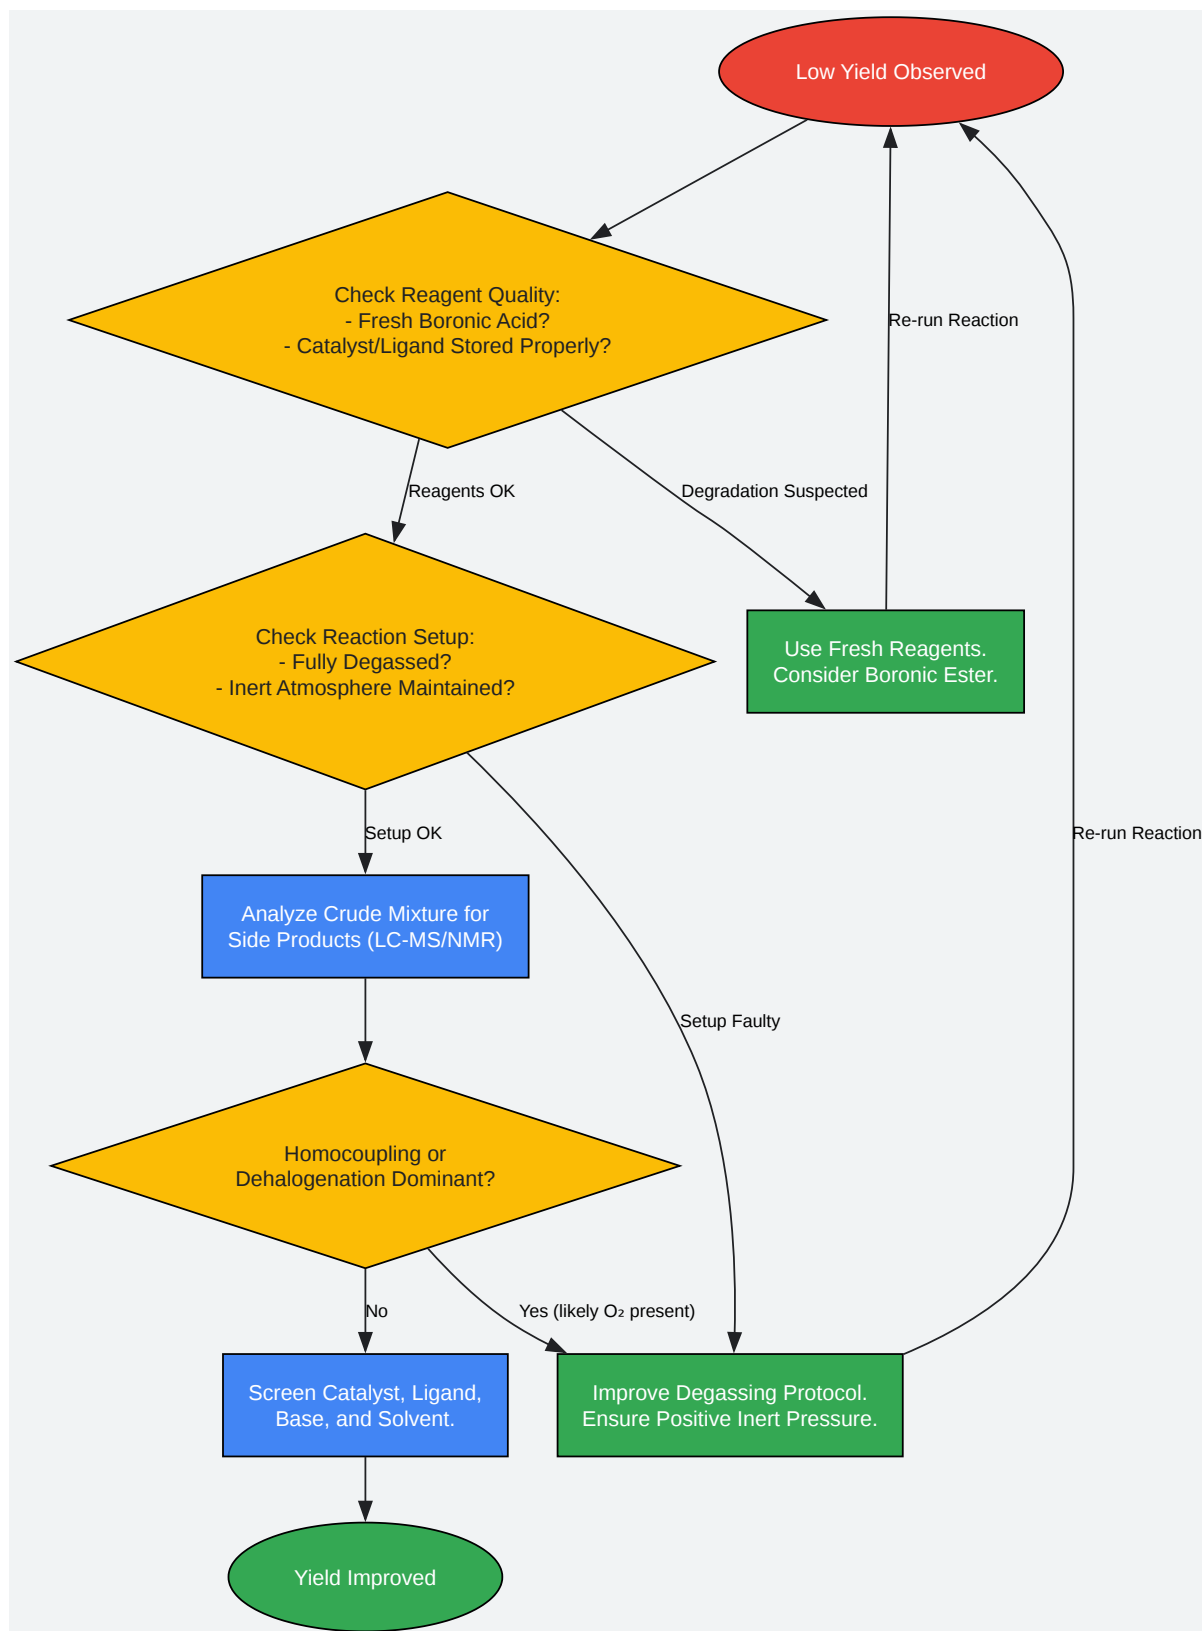 Low Yield Observed
Check Reagent Quality:
- Fresh Boronic Acid?
- Catalyst/Ligand Stored Properly?
Re-run Reaction
Reagents OK
Degradation Suspected
Check Reaction Setup:
- Fully Degassed?
- Inert Atmosphere Maintained?
Use Fresh Reagents.
Consider Boronic Ester.
Setup OK
Re-run Reaction
Analyze Crude Mixture for
Side Products (LC-MS/NMR)
Setup Faulty
Homocoupling or
Dehalogenation Dominant?
No
Yes (likely O₂ present)
Screen Catalyst, Ligand,
Base, and Solvent.
Improve Degassing Protocol.
Ensure Positive Inert Pressure.
Yield Improved